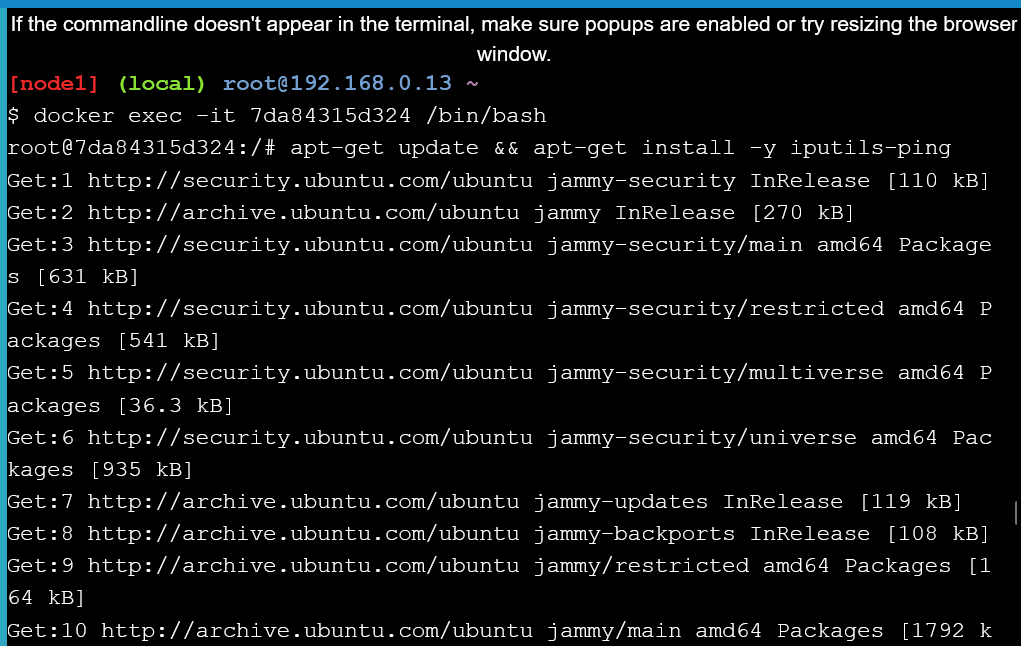 If the commandline doesn't appear in the terminal, make sure popups are enabled or try resizing the browser
window.
[node1] (local) root@192.168.0.13 ~
$ docker exec -it 7da84315d324 /bin/bash
root@7da84315d324:/# apt-get update && apt-get install -y iputils-ping
Get:1 http://security.ubuntu.com/ubuntu jammy-security InRelease [110 kB]
Get:2 http://archive.ubuntu.com/ubuntu jammy InRelease [270 kB]
Get:3 http://security.ubuntu.com/ubuntu jammy-security/main amd64 Package
s [631 kB]
Get:4 http://security.ubuntu.com/ubuntu jammy-security/restricted amd64 P
ackages [541 kB]
Get:5 http://security.ubuntu.com/ubuntu jammy-security/multiverse amd64 P
ackages [36.3 kB]
Get:6 http://security.ubuntu.com/ubuntu jammy-security/universe amd64 Pac
kages [935 kB]
Get:7 http://archive.ubuntu.com/ubuntu jammy-updates InRelease [119 kB]
Get:8 http://archive.ubuntu.com/ubuntu jammy-backports InRelease [108 kB]
Get:9 http://archive.ubuntu.com/ubuntu jammy/restricted amd64 Packages [1
64 kB]
Get:10 http://archive.ubuntu.com/ubuntu jammy/main amd64 Packages [1792 k